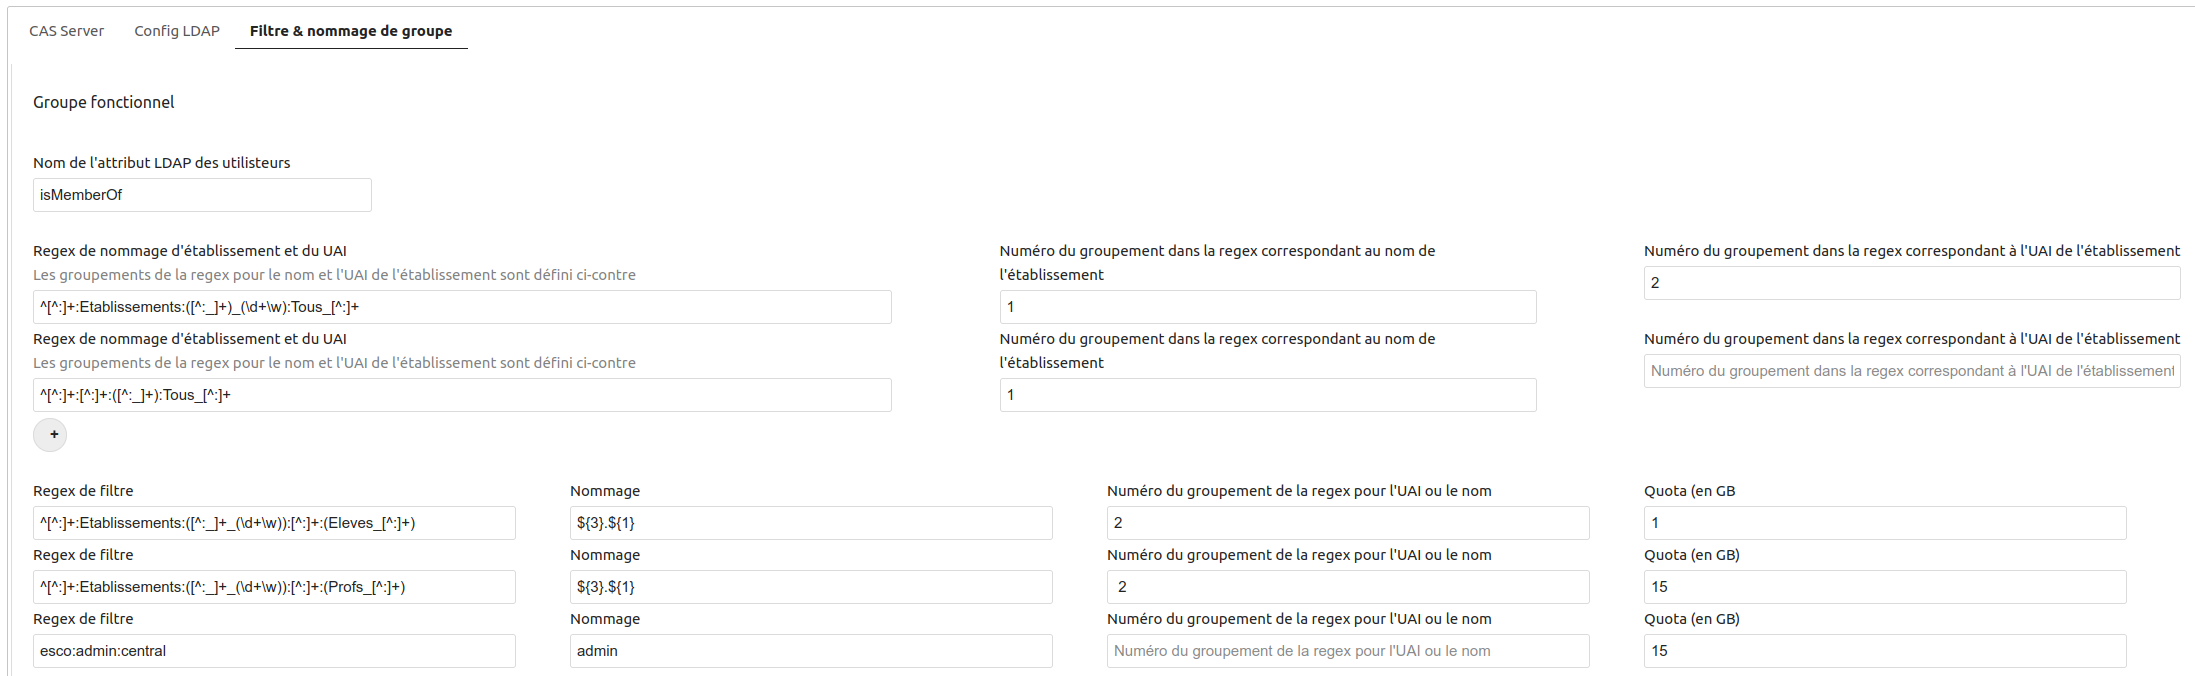 CAS Server Config LDAP Filtre & nommage de groupe
Groupe fonctionnel
Nom de l'attribut LDAP des utilisteurs
isMemberOf
Regex de nommage d'établissement et du UAI
Les groupements de la regex pour le nom et l'UAI de l'établissement sont défini ci-contre
^[^:]+:Etablissements:([^:_]+)_(\d+\w):Tous_[^:]+
Numéro du groupement dans la regex correspondant au nom de
l'établissement
1
Numéro du groupement dans la regex correspondant à l'UAI de l'établissement
2
Regex de nommage d'établissement et du UAI
Les groupements de la regex pour le nom et l'UAI de l'établissement sont défini ci-contre
^[^:]+:[^:]+:([^:_]+):Tous_[^:]+
Numéro du groupement dans la regex correspondant au nom de
l'établissement
1
Numéro du groupement dans la regex correspondant à l'UAI de l'établissement
Numéro du groupement dans la regex correspondant à l'UAI de l'établissement
+
Regex de filtre Nommage Numéro du groupement de la regex pour l'UAI ou le nom Quota (en GB
^[^:]+:Etablissements:([^:_]+_(\d+\w)):[^:]+:(Eleves_[^:]+) ${3}.${1} 2 1
Regex de filtre Nommage Numéro du groupement de la regex pour l'UAI ou le nom Quota (en GB)
^[^:]+:Etablissements:([^:_]+_(\d+\w)):[^:]+:(Profs_[^:]+) ${3}.${1} 2 15
Regex de filtre Nommage Numéro du groupement de la regex pour l'UAI ou le nom Quota (en GB)
esco:admin:central admin Numéro du groupement de la regex pour l'UAI ou le nom 15